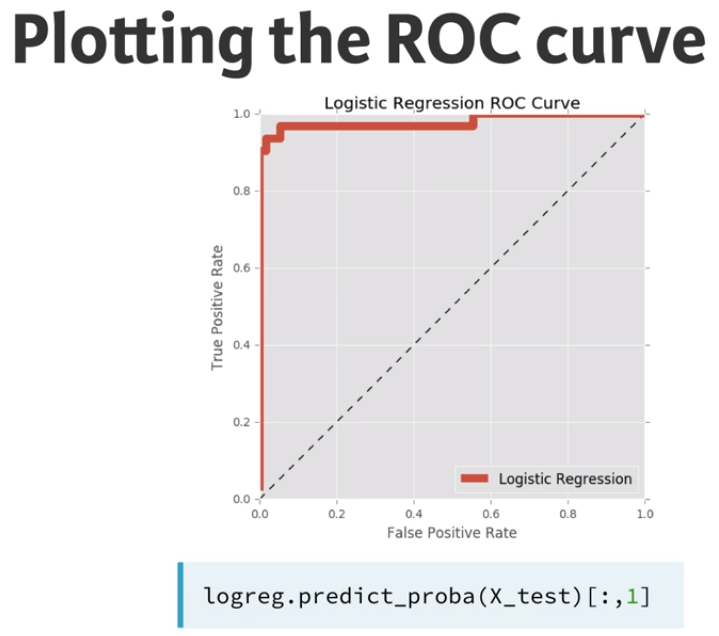 Plotting the ROC curve
Logistic Regression ROC Curve
1.0
0.8
0.6
0.4
0.2
0.0
True Positive Rate
Logistic Regression
0.0 0.2 0.4 0.6 0.8 1.0
False Positive Rate
logreg.predict_proba(X_test)[:,1]